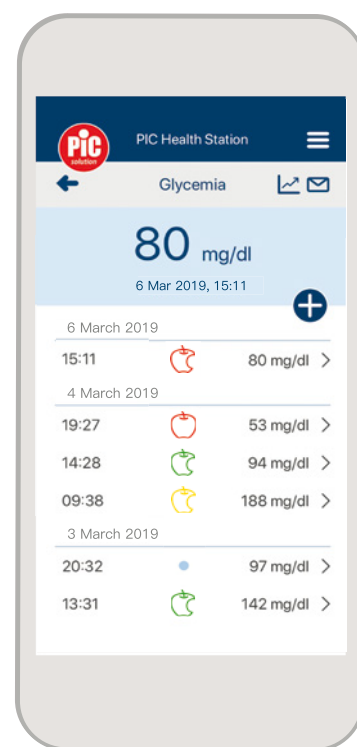 PiC
solution
PIC Health Station
Glycemia
80 mg/dl
6 Mar 2019, 15:11
6 March 2019
15:11 80 mg/dl
4 March 2019
19:27 53 mg/dl
14:28 94 mg/dl
09:38 188 mg/dl
3 March 2019
20:32 97 mg/dl
13:31 142 mg/dl